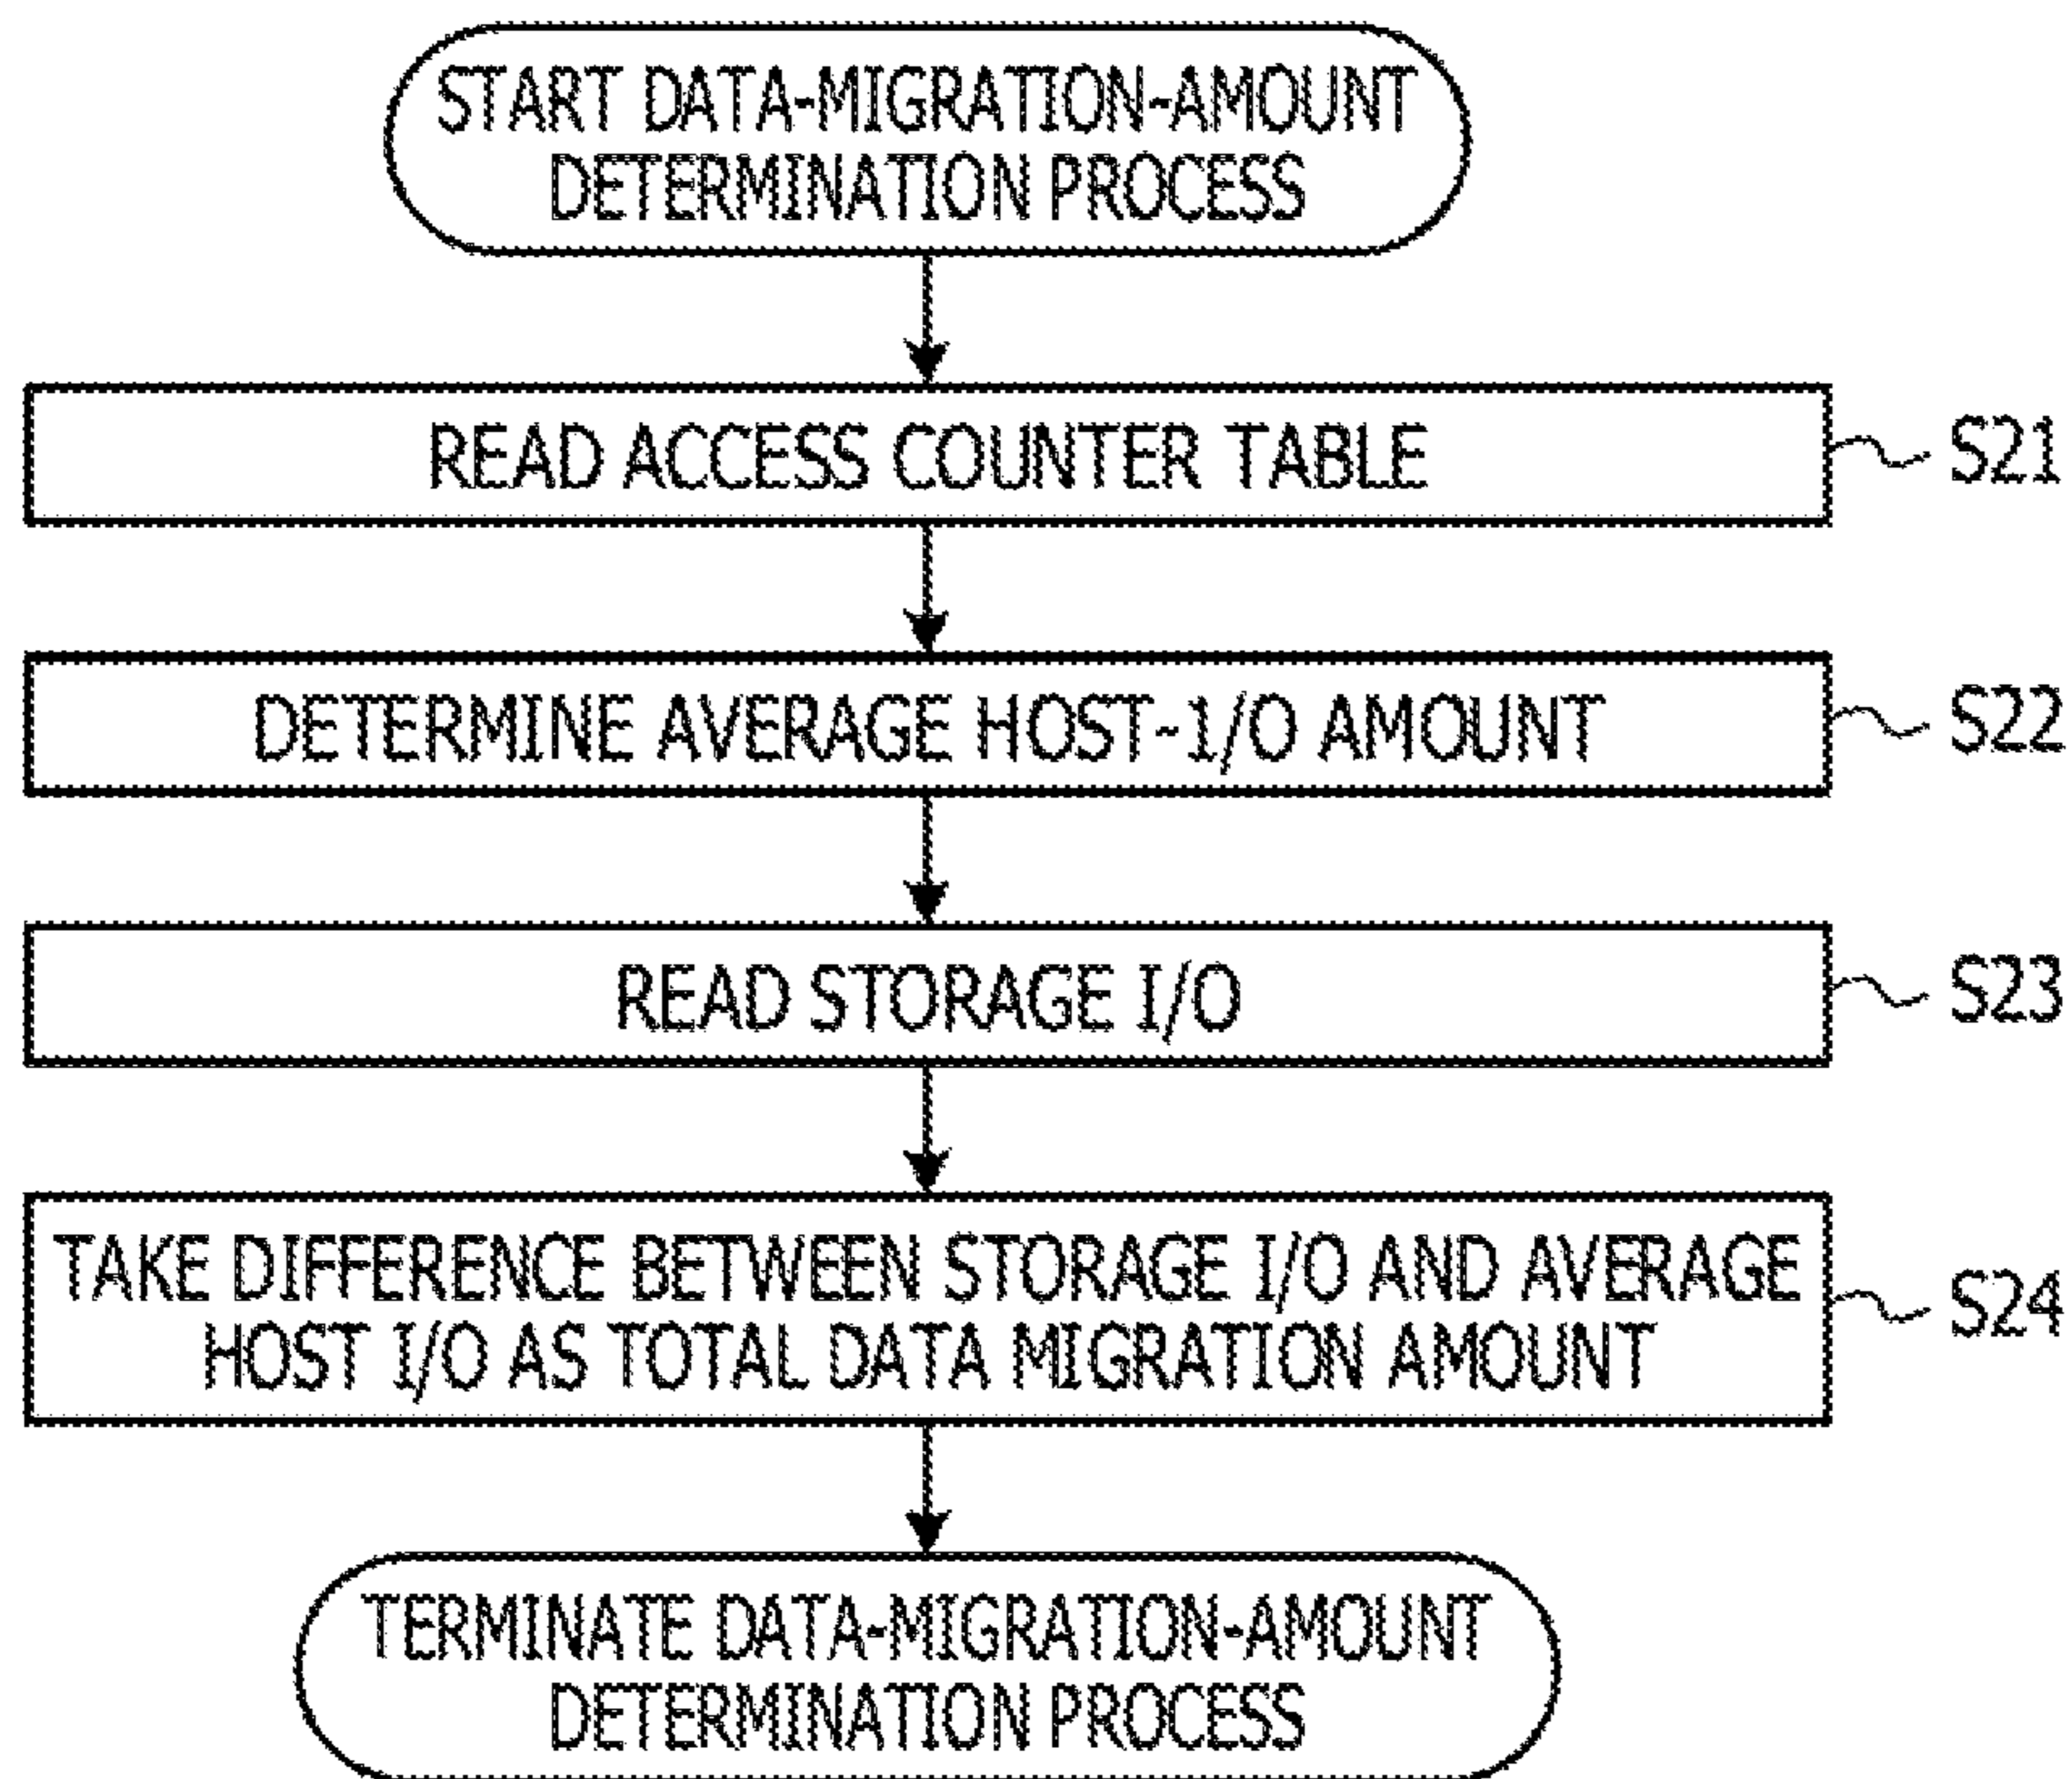 START DATA-MIGRATION-AMOUNT
DETERMINATION PROCESS
READ ACCESS COUNTER TABLE
S21
DETERMINE AVERAGE HOST-1/O AMOUNT
S22
READ STORAGE I/O
S23
TAKE DIFFERENCE BETWEEN STORAGE I/O AND AVERAGE
HOST I/O AS TOTAL DATA MIGRATION AMOUNT
S24
TERMINATE DATA-MIGRATION-AMOUNT
DETERMINATION PROCESS